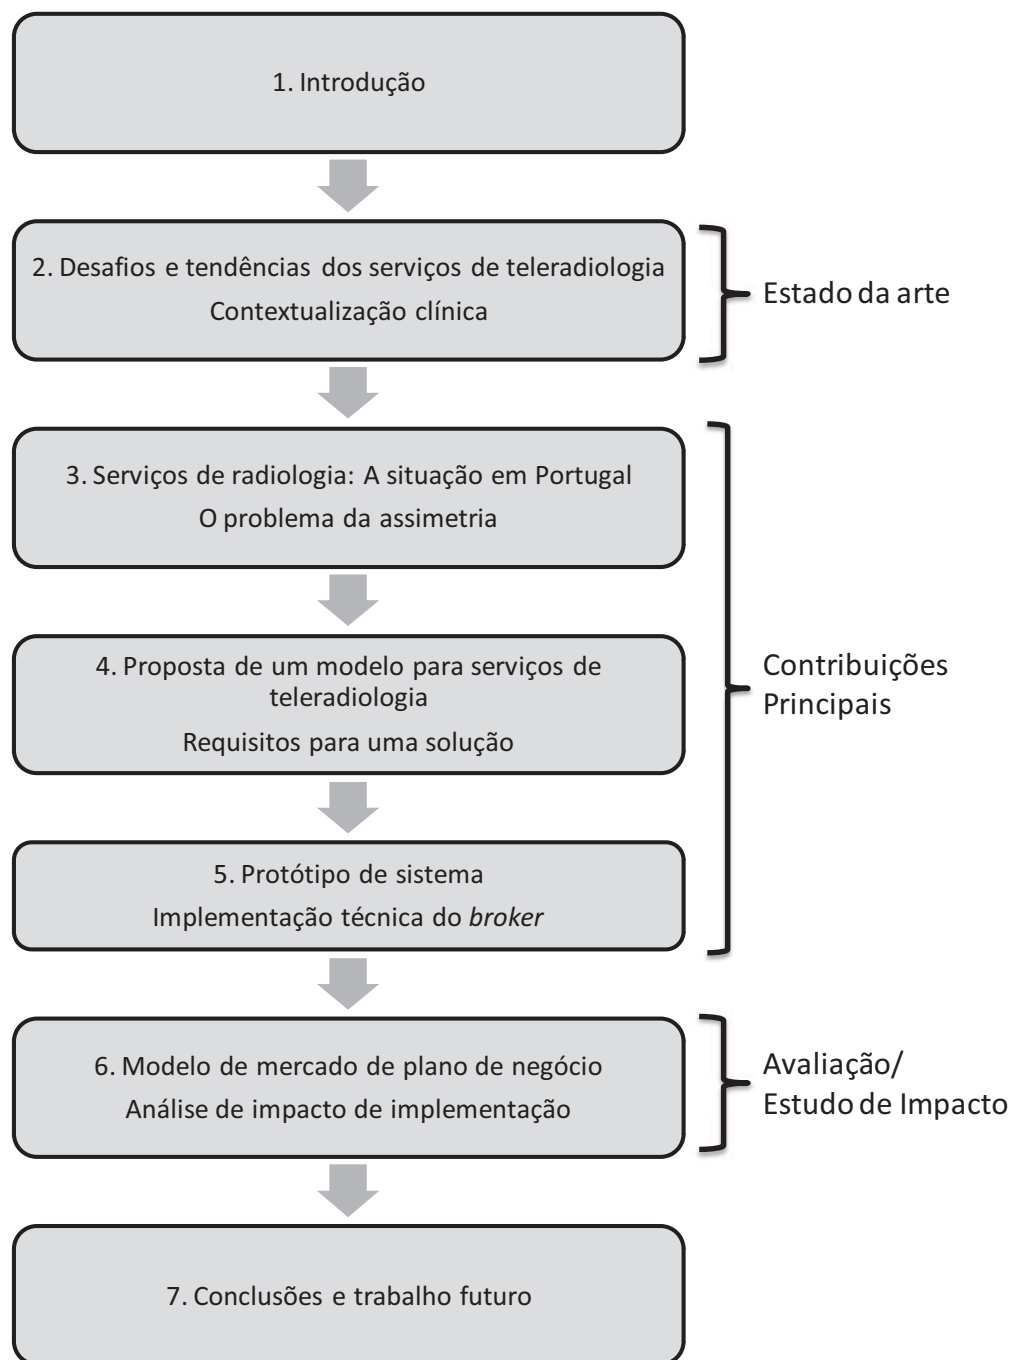 1. Introdução
2. Desafios e tendências dos serviços de teleradiologia
Contextualização clínica
Estado da arte
3. Serviços de radiologia: A situação em Portugal
O problema da assimetria
4. Proposta de um modelo para serviços de
teleradiologia
Requisitos para uma solução
Contribuições
Principais
5. Protótipo de sistema
Implementação técnica do broker
6. Modelo de mercado de plano de negócio
Análise de impacto de implementação
Avaliação/
Estudo de Impacto
7. Conclusões e trabalho futuro